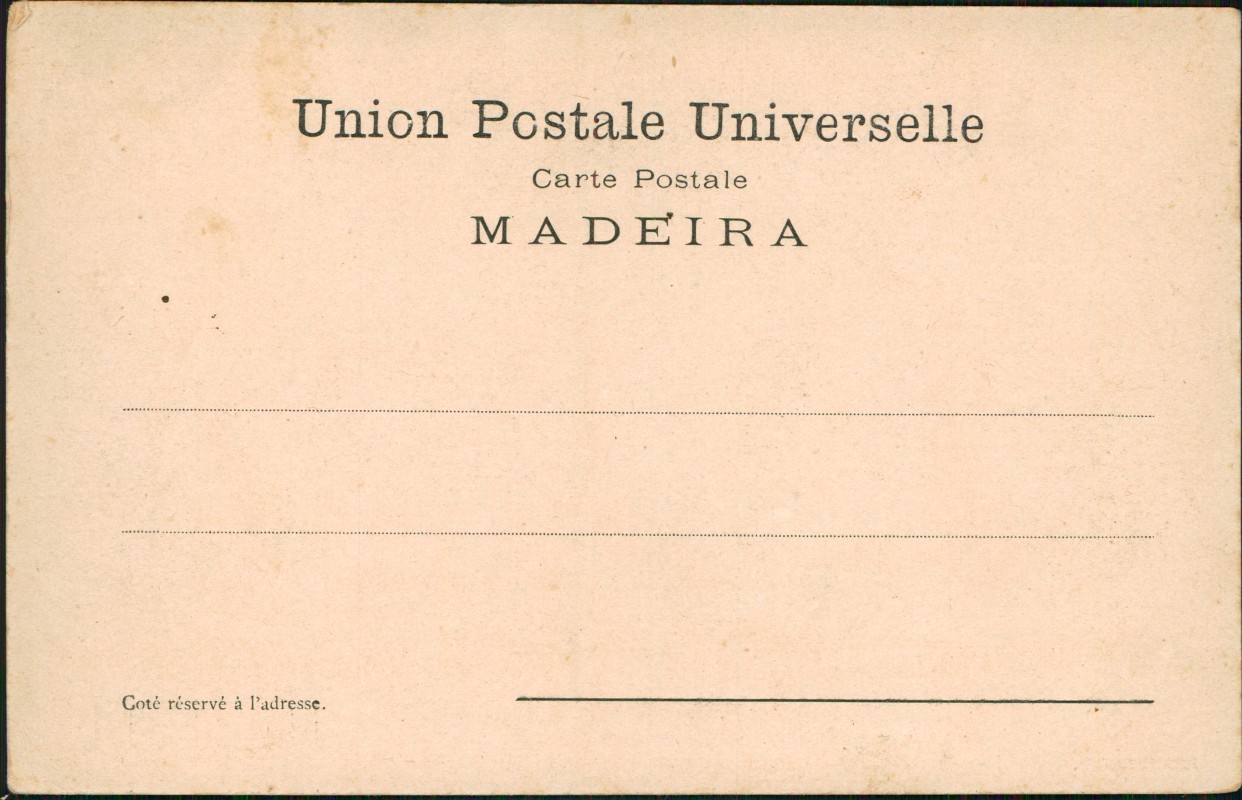 Union Postale Universelle
Carte Postale
MADEIRA
Coté réservé à l'adresse.